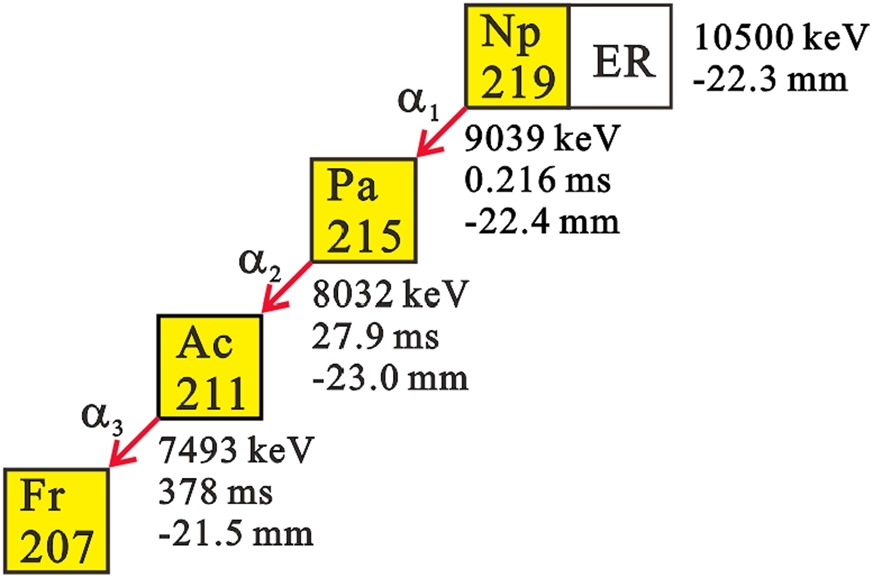 Np
219
ER
10500 keV
-22.3 mm
α₁
9039 keV
0.216 ms
-22.4 mm
Pa
215
α₂
8032 keV
27.9 ms
-23.0 mm
Ac
211
α₃
7493 keV
378 ms
-21.5 mm
Fr
207